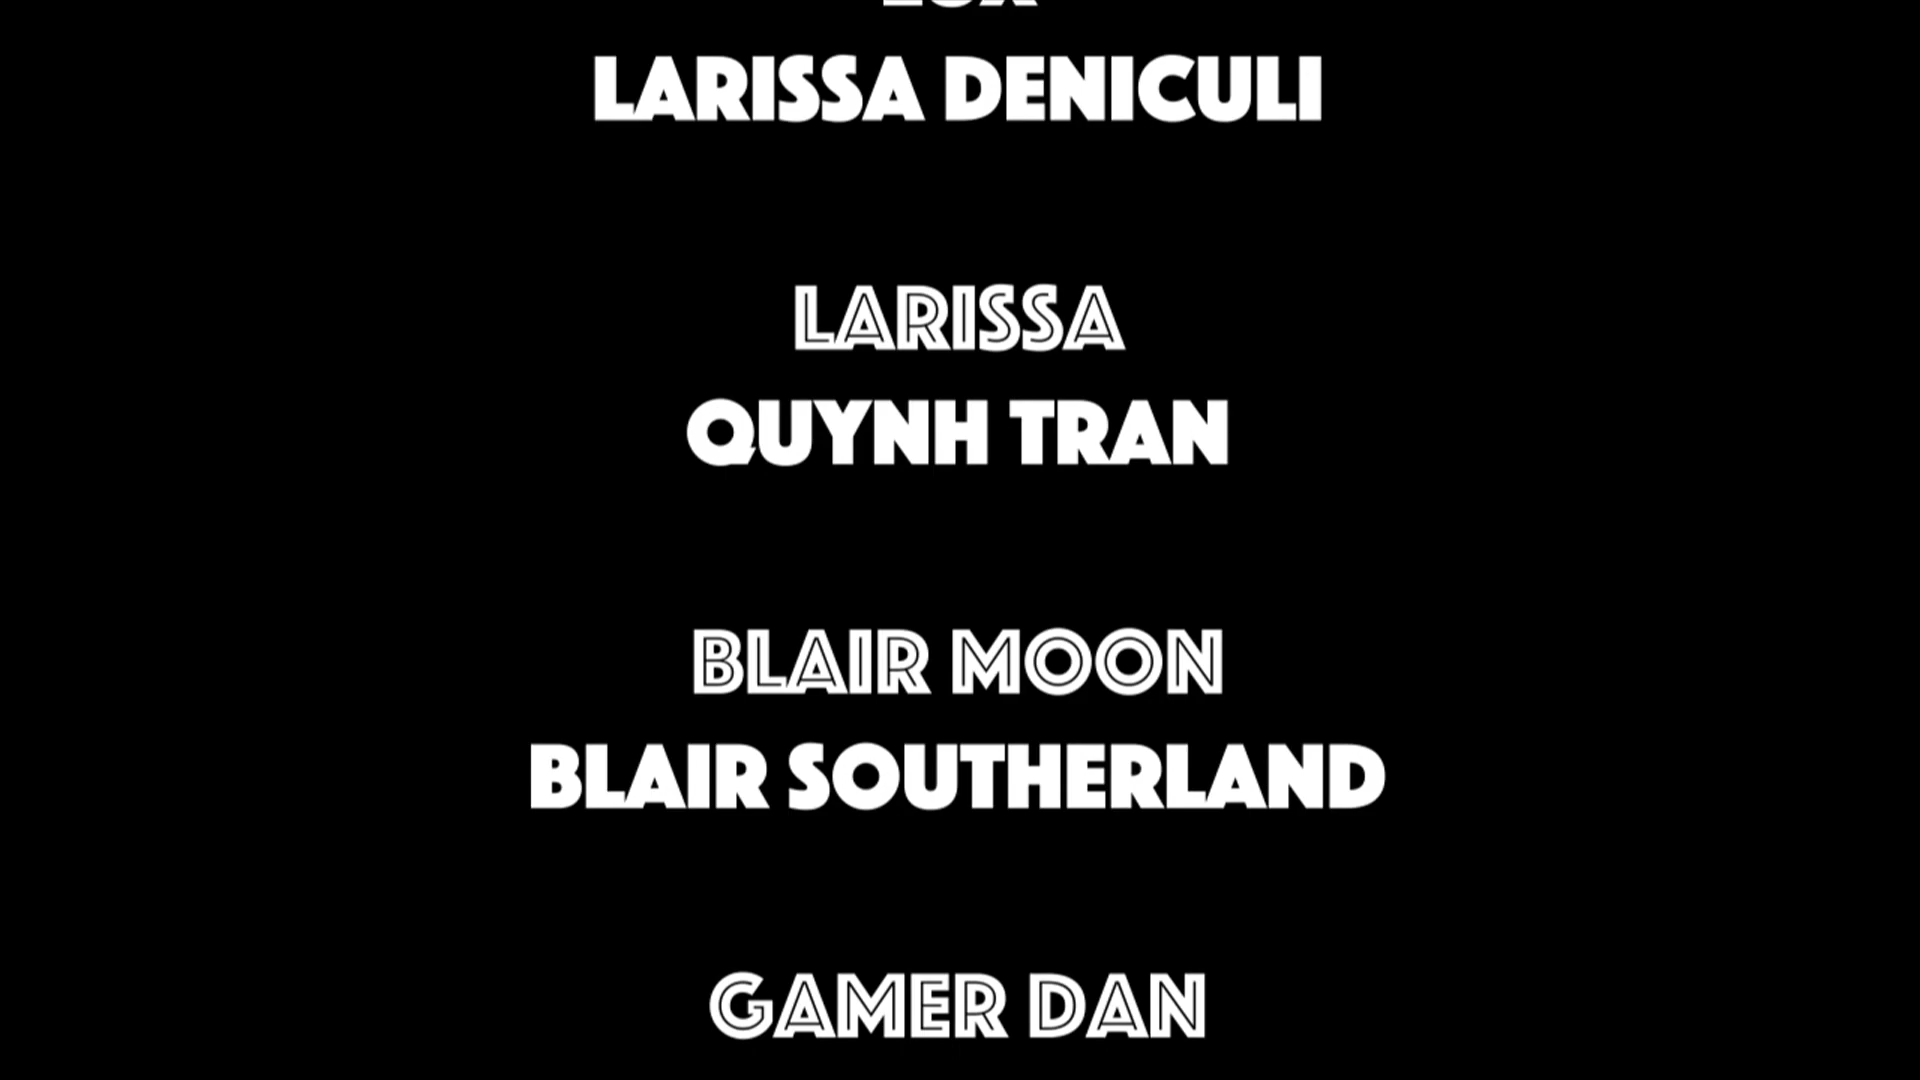 LARISSA DENICULI
LARISSA
QUYNH TRAN
BLAIR MOON
BLAIR SOUTHERLAND
GAMER DAN